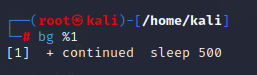 ┌──(root㉿kali)-[/home/kali]
└─# bg %1
[1]  + continued  sleep 500